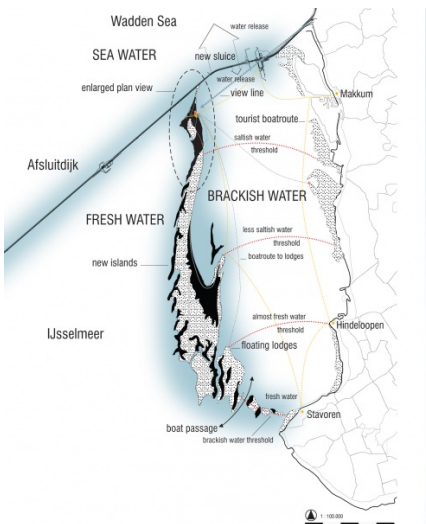 Wadden Sea
water release
SEA WATER
new sluice
water release
enlarged plan view
view line
Makkum
tourist boatroute
saltish water
threshold
Afsluitdijk
BRACKISH WATER
FRESH WATER
less saltish water
threshold
new islands
boatroute to lodges
almost fresh water
threshold
Hindeloopen
IJsselmeer
floating lodges
fresh water
Stavoren
boat passage
brackish water threshold
1 : 100.000